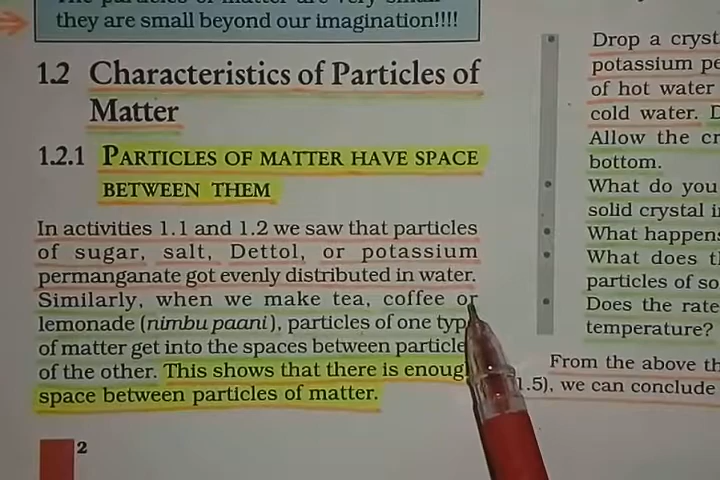 they are small beyond our imagination!!!!
1.2 Characteristics of Particles of
Matter
1.2.1 PARTICLES OF MATTER HAVE SPACE
BETWEEN THEM
In activities 1.1 and 1.2 we saw that particles
of sugar, salt, Dettol, or potassium
permanganate got evenly distributed in water.
Similarly, when we make tea, coffee or
lemonade (nimbu paani), particles of one typ
of matter get into the spaces between particle
of the other. This shows that there is enoug
space between particles of matter.
2
Drop a cryst
potassium pe
of hot water
cold water. D
Allow the cr
bottom.
What do you
solid crystal i
What happen
What does t
particles of so
Does the rate
temperature?
From the above th
1.5), we can conclude